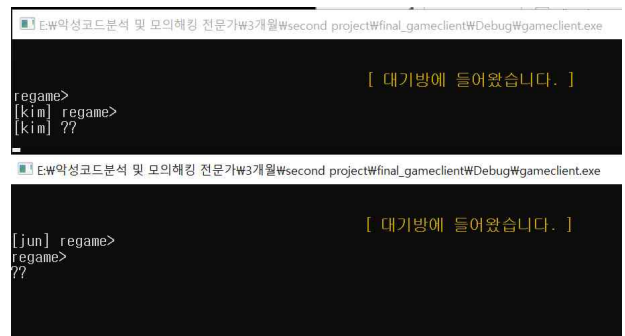 E:₩악성코드분석 및 모의해킹 전문가₩3개월₩second project₩final_gameclient₩Debug₩gameclient.exe
[ 대기방에 들어왔습니다. ]
regame>
[kim] regame>
[kim] ??
E:₩악성코드분석 및 모의해킹 전문가₩3개월₩second project₩final_gameclient₩Debug₩gameclient.exe
[ 대기방에 들어왔습니다. ]
[jun] regame>
regame>
??